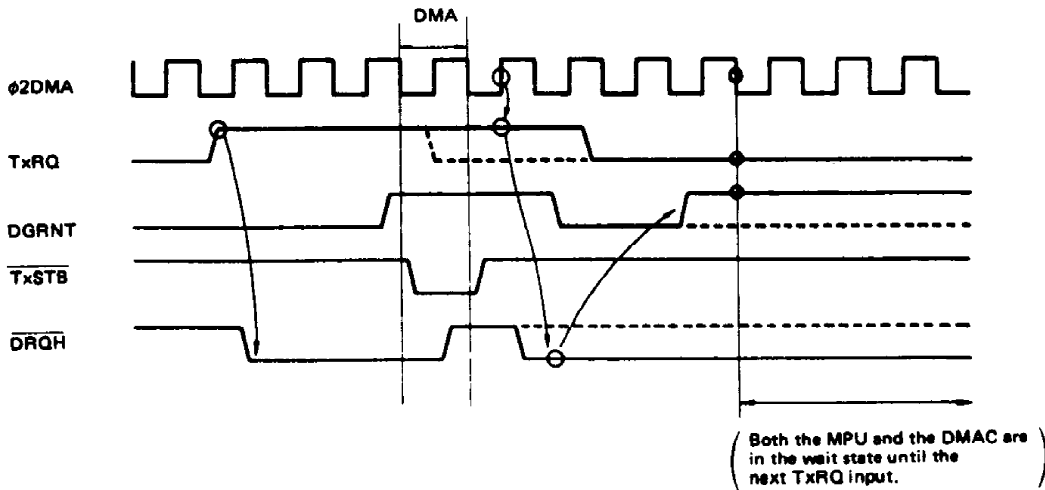 DMA
φ2DMA
TxRQ
DGRNT
TxSTB
DRQH
Both the MPU and the DMAC are
in the wait state until the
next TxRQ input.